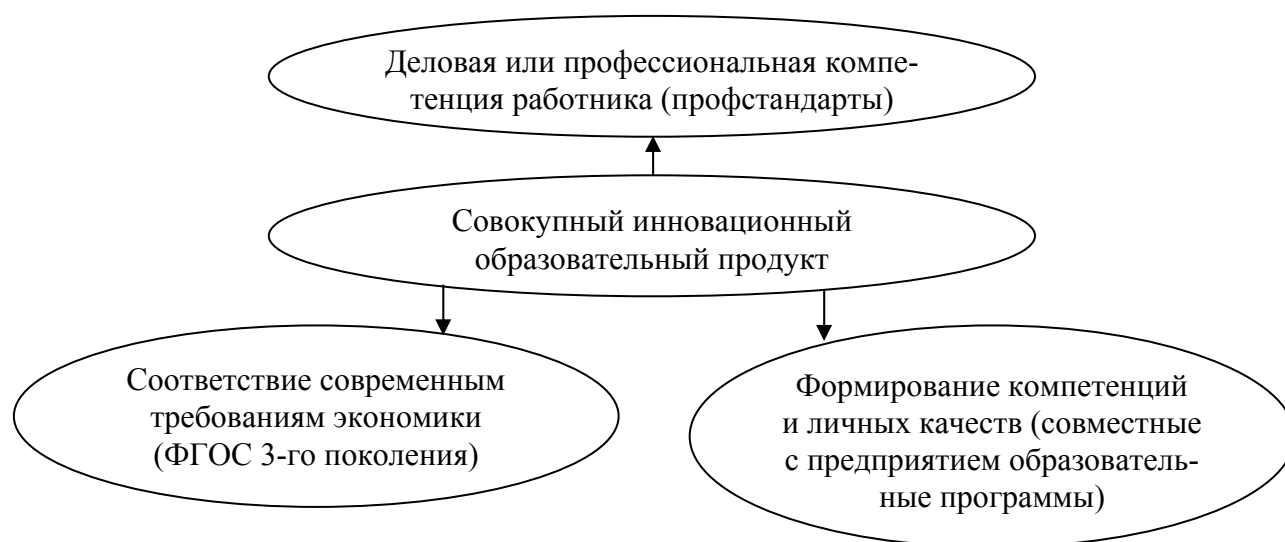 Деловая или профессиональная компе-
тенция работника (профстандарты)
Совокупный инновационный
образовательный продукт
Соответствие современным
требованиям экономики
(ФГОС 3-го поколения)
Формирование компетенций
и личных качеств (совместные
с предприятием образователь-
ные программы)